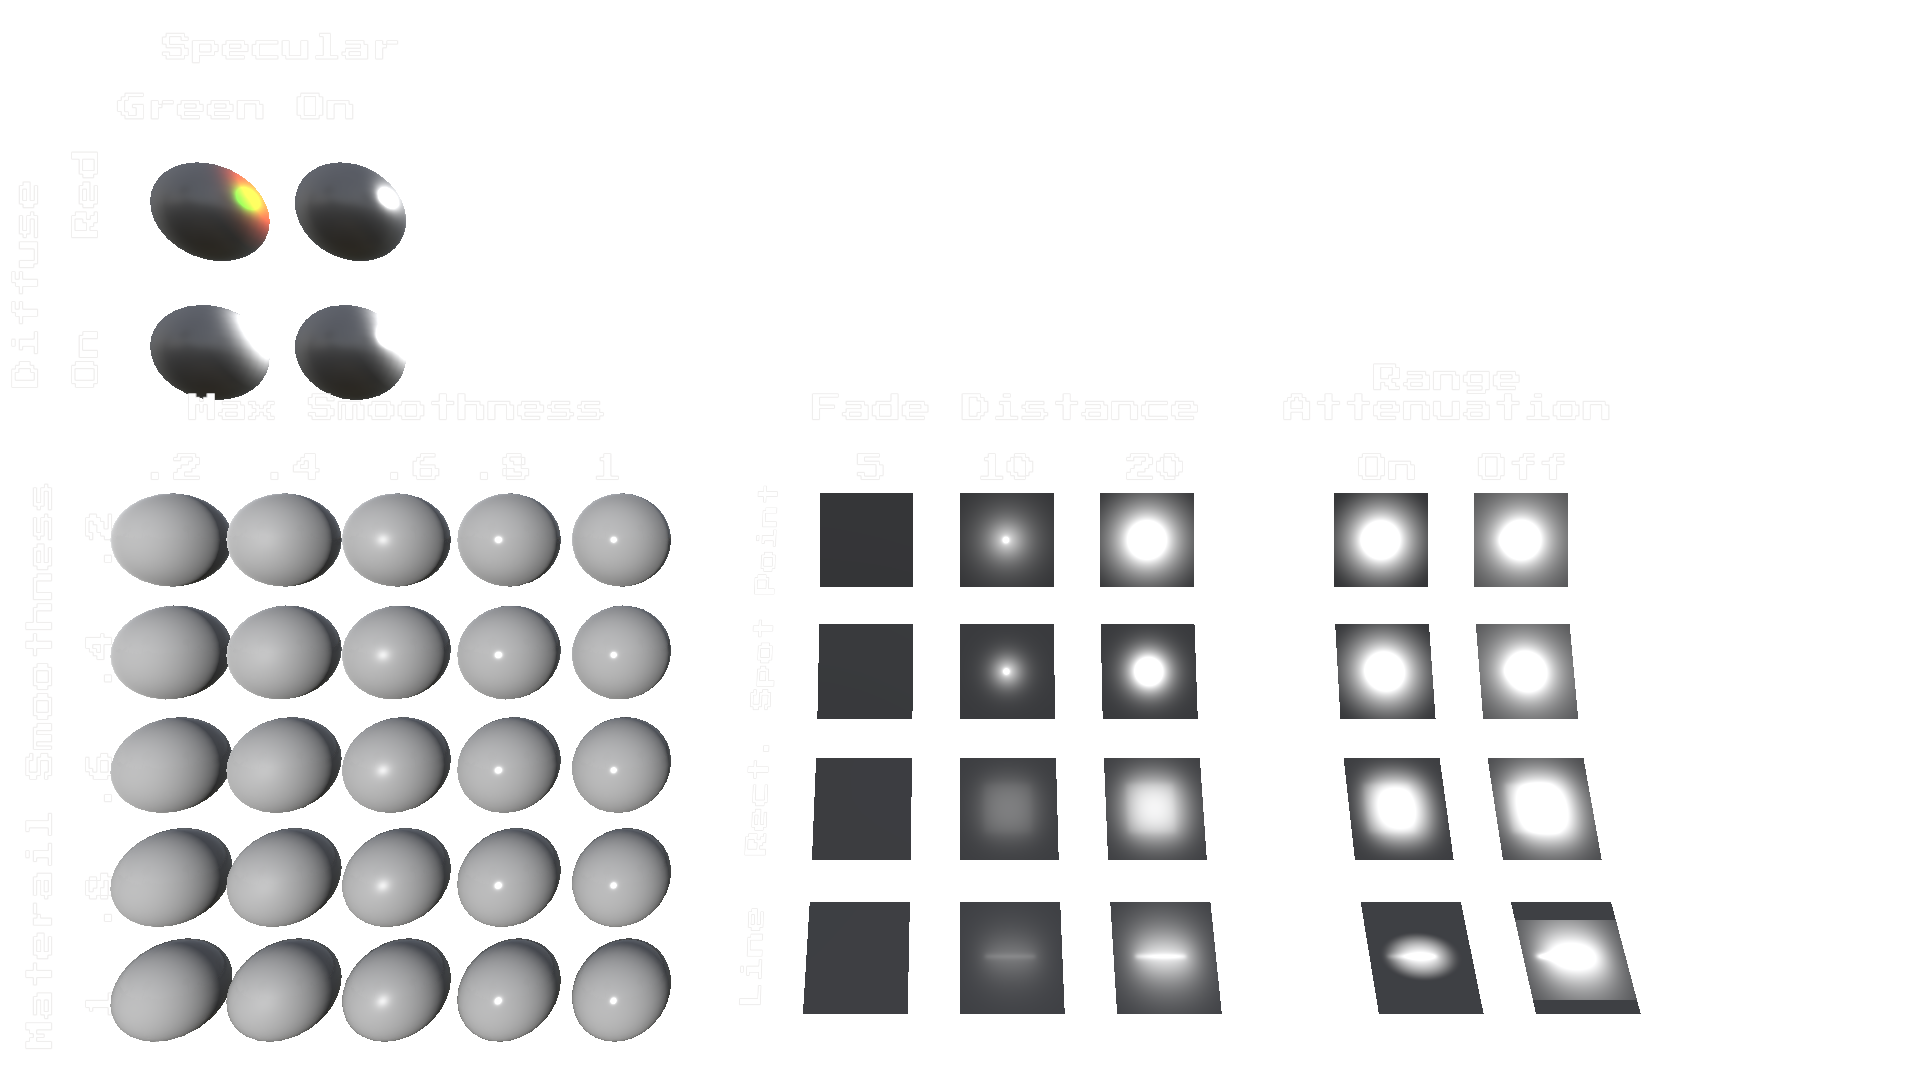 Specular
Green On
Diffuse
Red
On
Max Smoothness
.2 .4 .6 .8 1
Materail Smoothness
.2
.4
.6
.8
1
Fade Distance
5 10 20
Point
Spot
Rect.
Line
Range
Attenuation
On Off